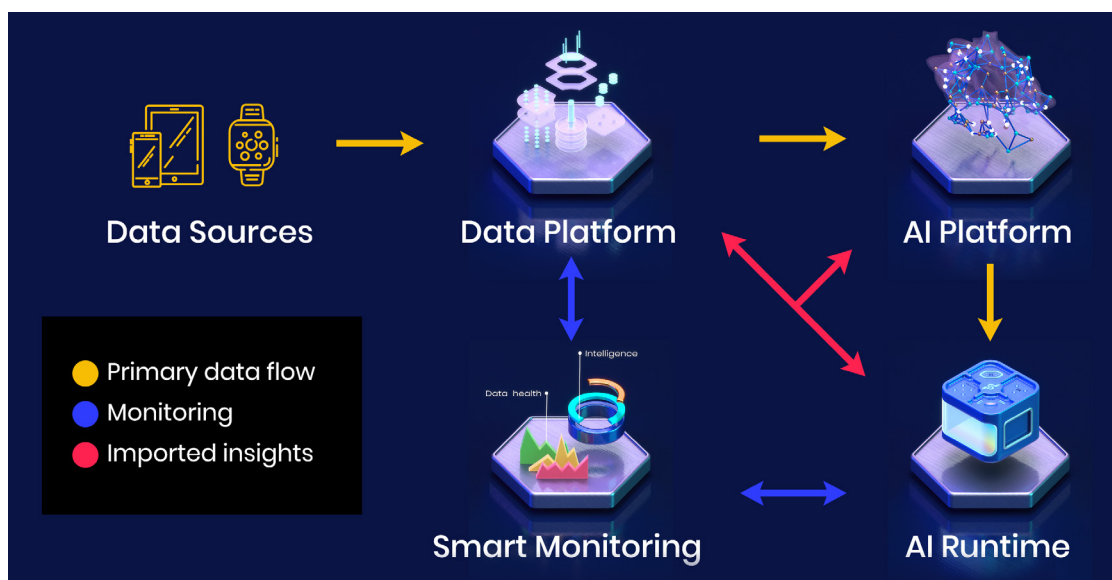 Data Sources
Data Platform
AI Platform
Primary data flow
Monitoring
Imported insights
Intelligence
Data health
Smart Monitoring
AI Runtime